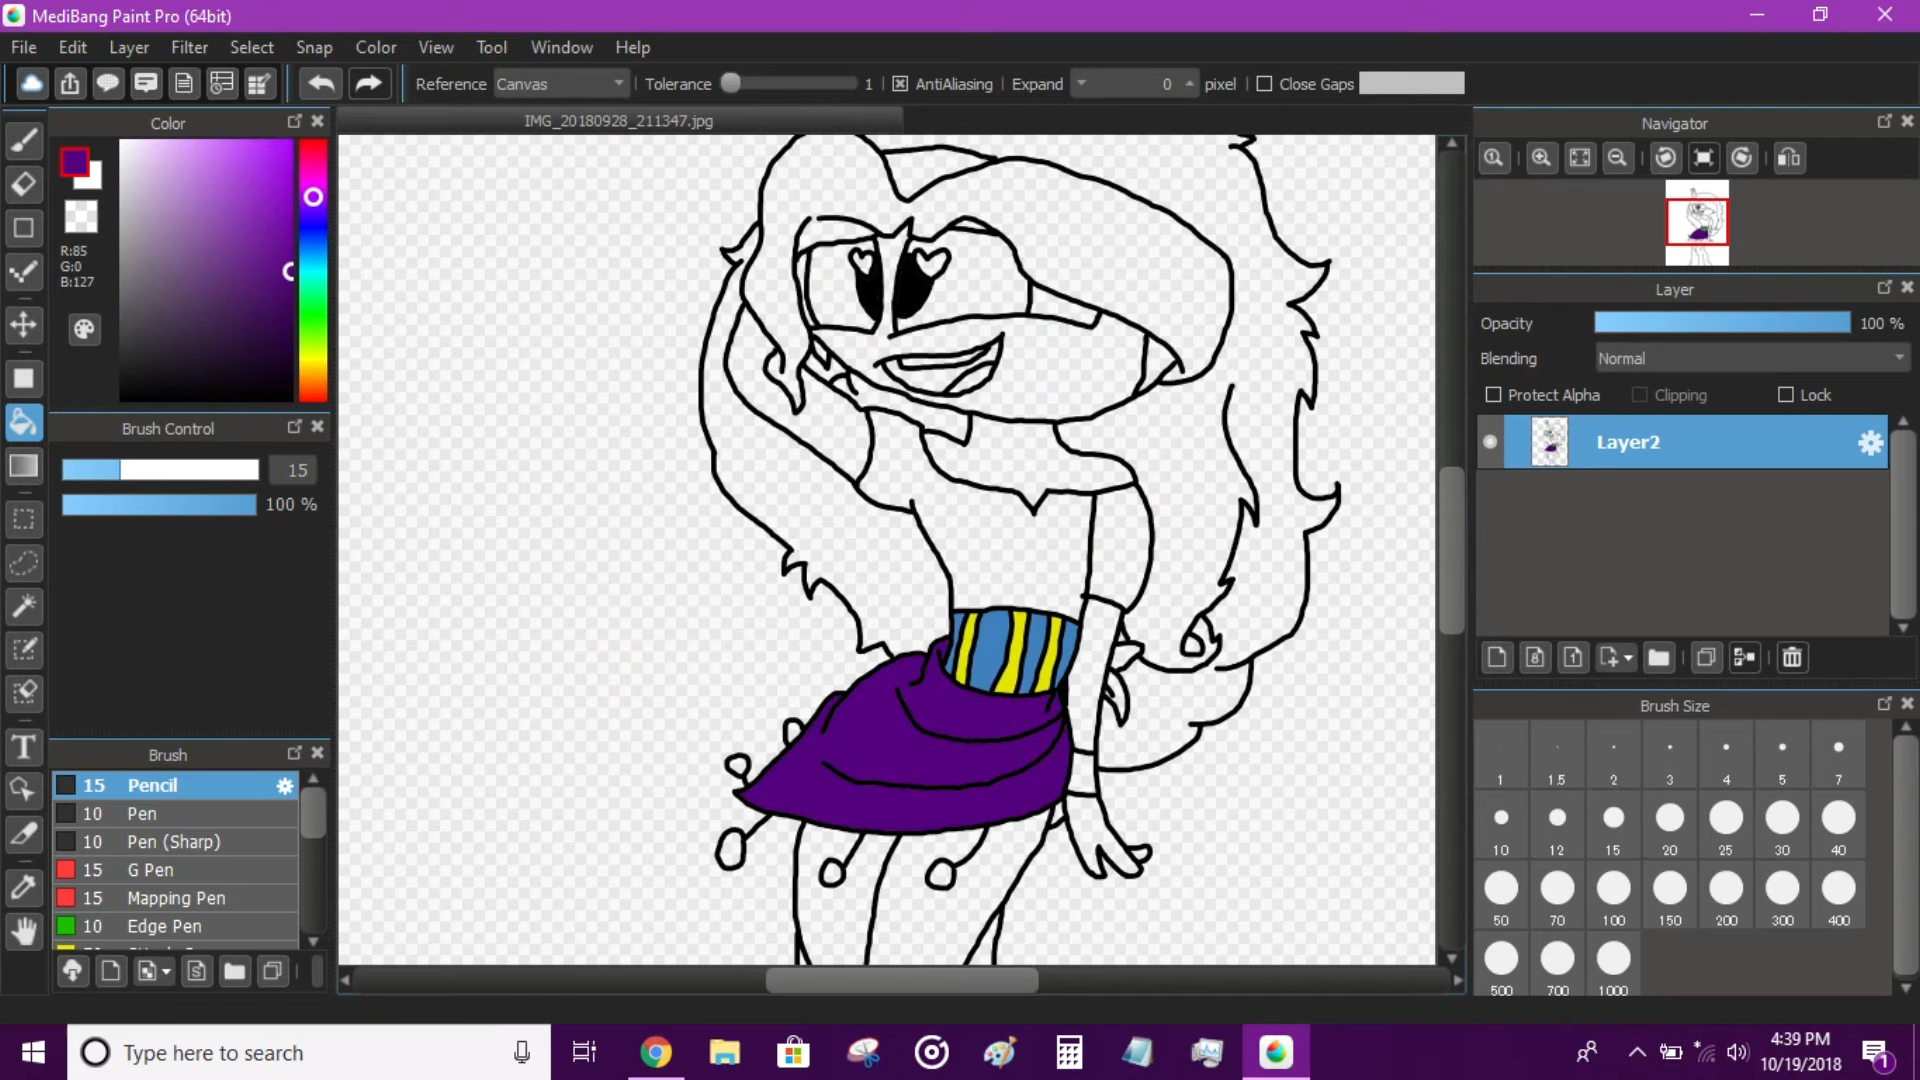 MediBang Paint Pro (64bit)
File Edit Layer Filter Select Snap Color View Tool Window Help
Reference Canvas Tolerance 1 AntiAliasing Expand 0 pixel Close Gaps
Color
IMG_20180928_211347.jpg
Navigator
R:85
G:0
B:127
Layer
Opacity 100 %
Blending Normal
Protect Alpha Clipping Lock
Layer2
Brush Control
15
100 %
Brush
15 Pencil
10 Pen
10 Pen (Sharp)
15 G Pen
15 Mapping Pen
10 Edge Pen
Brush Size
1 1.5 2 3 4 5 7
10 12 15 20 25 30 40
50 70 100 150 200 300 400
500 700 1000
Type here to search
4:39 PM
10/19/2018
1